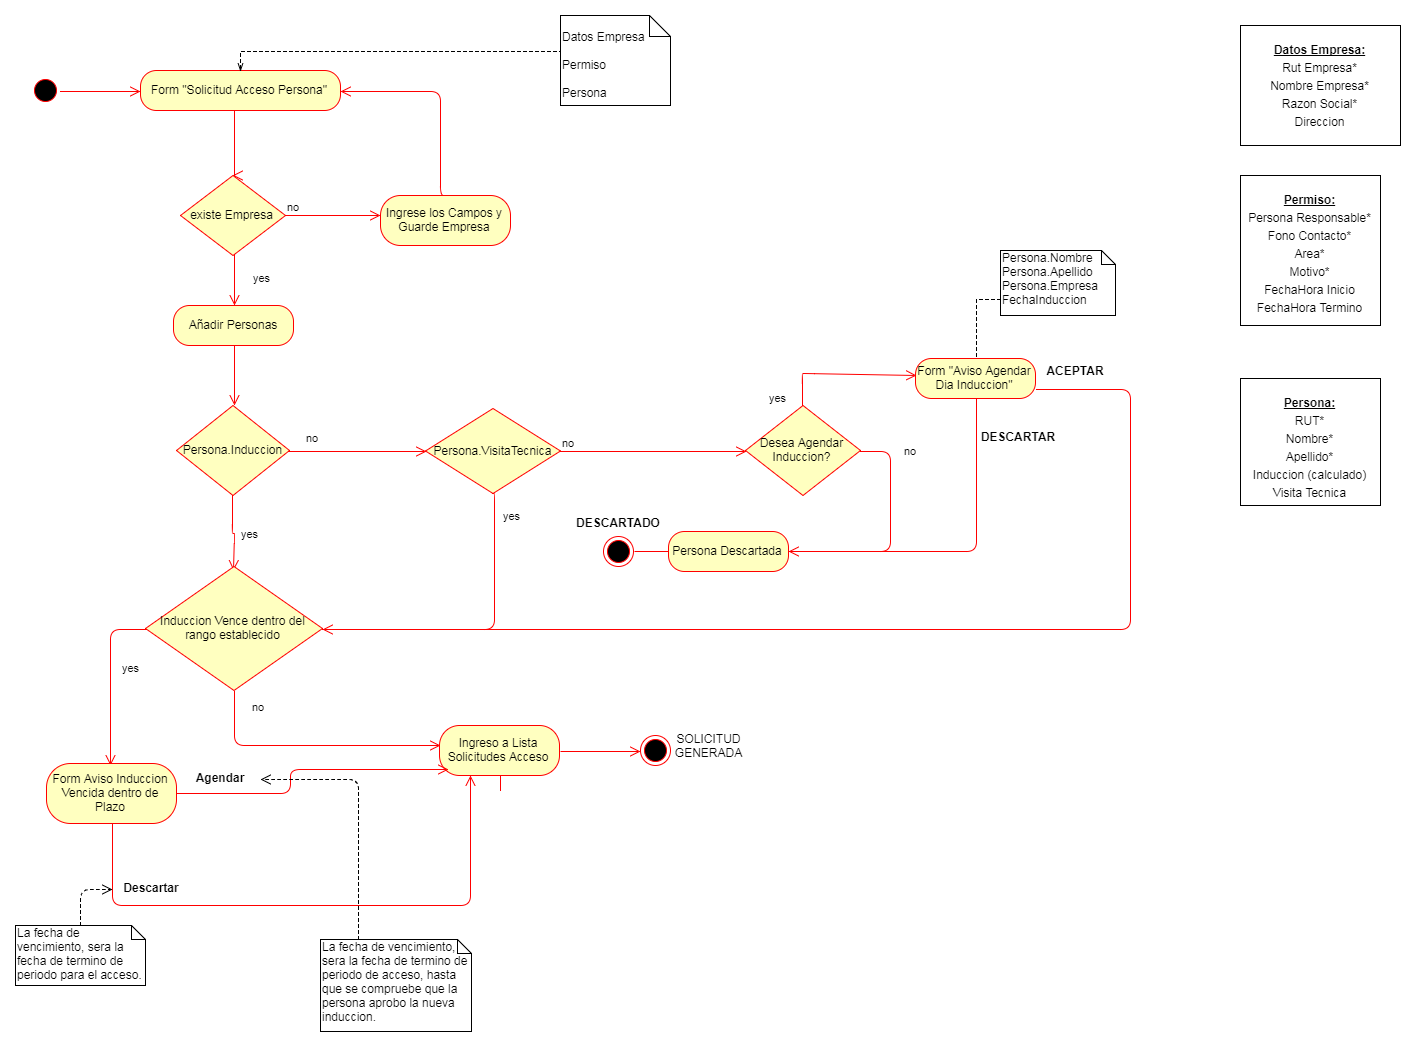 Datos Empresa
Permiso
Persona
Form "Solicitud Acceso Persona"
existe Empresa
no
Ingrese los Campos y
Guarde Empresa
yes
Añadir Personas
Persona.Induccion
no
Persona.VisitaTecnica
no
yes
Desea Agendar
Induccion?
yes
no
Persona.Nombre
Persona.Apellido
Persona.Empresa
FechaInduccion
Form "Aviso Agendar
Dia Induccion"
ACEPTAR
DESCARTAR
DESCARTADO
Persona Descartada
yes
Induccion Vence dentro del
rango establecido
yes
no
Ingreso a Lista
Solicitudes Acceso
SOLICITUD
GENERADA
Form Aviso Induccion
Vencida dentro de
Plazo
Agendar
Descartar
La fecha de
vencimiento, sera la
fecha de termino de
periodo para el acceso.
La fecha de vencimiento,
sera la fecha de termino de
periodo de acceso, hasta
que se compruebe que la
persona aprobo la nueva
induccion.
Datos Empresa:
Rut Empresa*
Nombre Empresa*
Razon Social*
Direccion
Permiso:
Persona Responsable*
Fono Contacto*
Area*
Motivo*
FechaHora Inicio
FechaHora Termino
Persona:
RUT*
Nombre*
Apellido*
Induccion (calculado)
Visita Tecnica